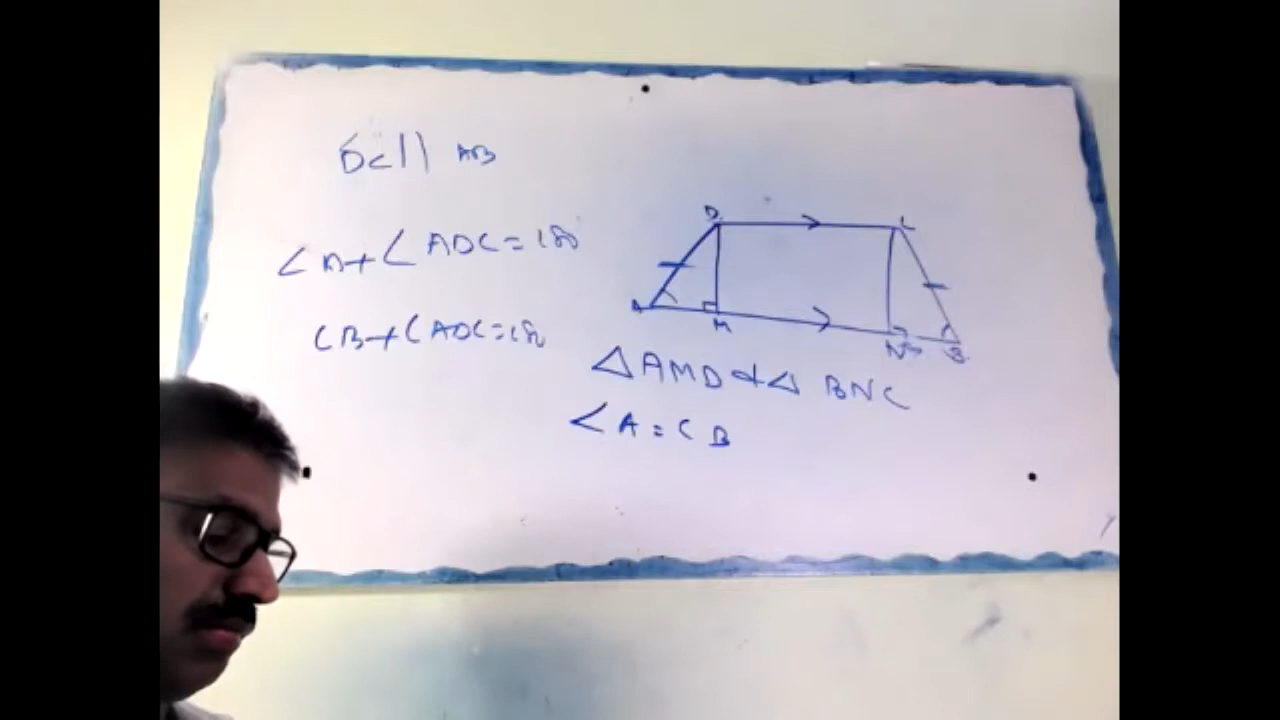 DC || AB
∠A+∠ADC=180
∠B+∠ADC=180
D C
A M N B
△AMD & △ BNC
∠A=∠B